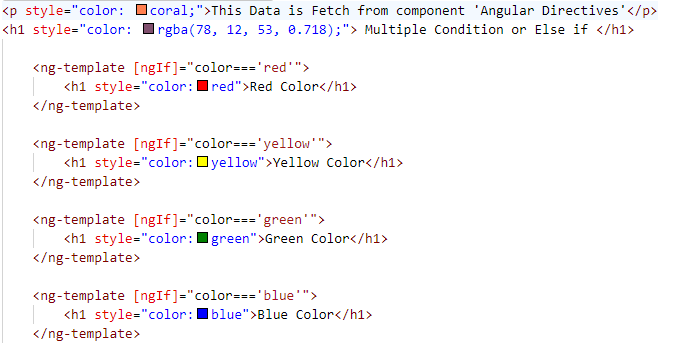 <p style="color: coral;">This Data is Fetch from component 'Angular Directives'</p>
<h1 style="color: rgba(78, 12, 53, 0.718);"> Multiple Condition or Else if </h1>
<ng-template [ngIf]="color==='red'">
<h1 style="color:red">Red Color</h1>
</ng-template>
<ng-template [ngIf]="color==='yellow'">
<h1 style="color:yellow">Yellow Color</h1>
</ng-template>
<ng-template [ngIf]="color==='green'">
<h1 style="color:green">Green Color</h1>
</ng-template>
<ng-template [ngIf]="color==='blue'">
<h1 style="color:blue">Blue Color</h1>
</ng-template>